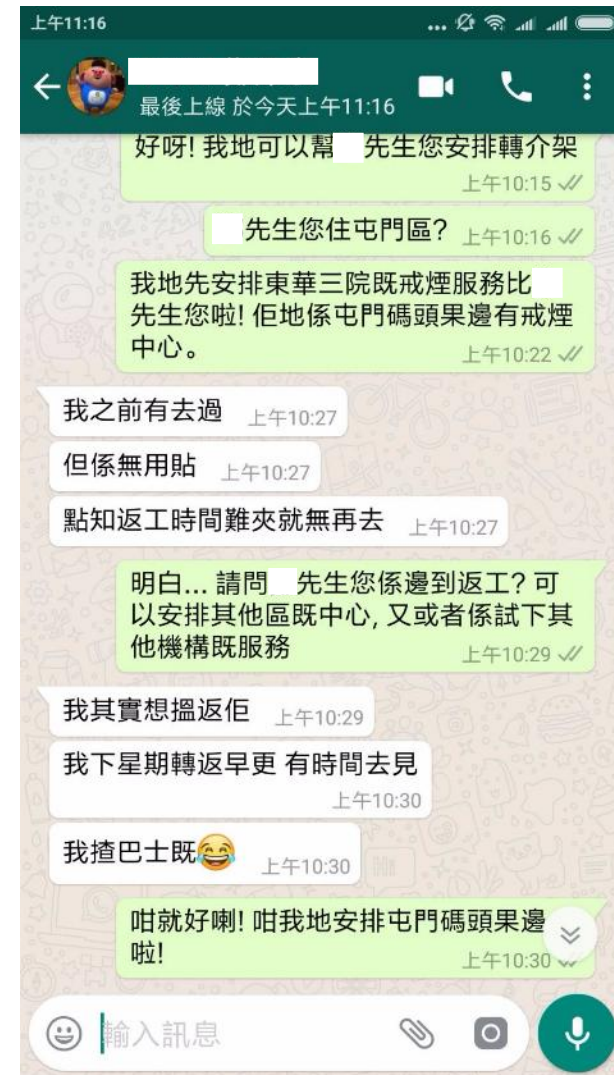 上午11:16
...
最後上線 於今天上午11:16
好呀! 我地可以幫 先生您安排轉介架
上午10:15
先生您住屯門區? 上午10:16
我地先安排東華三院既戒煙服務比
先生您啦! 佢地係屯門碼頭果邊有戒煙
中心。 上午10:22
我之前有去過 上午10:27
但係無用貼 上午10:27
點知返工時間難夾就無再去 上午10:27
明白... 請問 先生您係邊到返工? 可
以安排其他區既中心, 又或者係試下其
他機構既服務 上午10:29
我其實想搵返佢 上午10:29
我下星期轉返早更 有時間去見
上午10:30
我揸巴士既😂 上午10:30
咁就好喇! 咁我地安排屯門碼頭果邊
啦! 上午10:30
輸入訊息